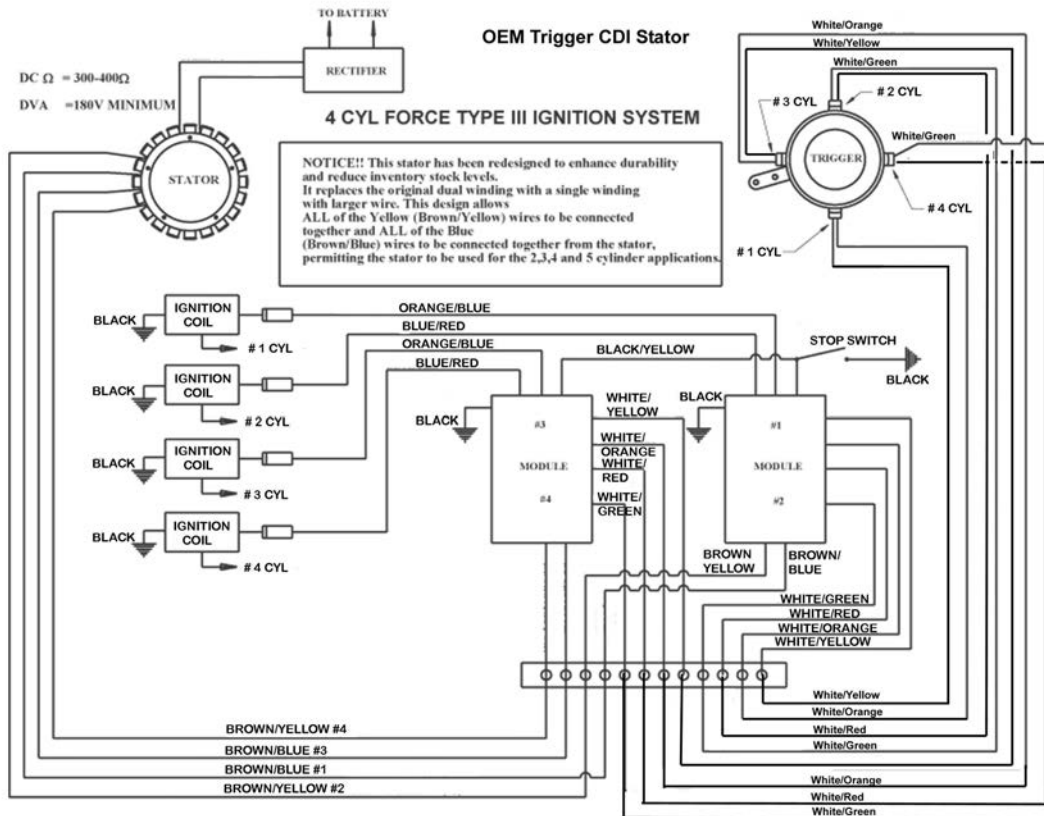 TO BATTERY
OEM Trigger CDI Stator
White/Orange
White/Yellow
White/Green
RECTIFIER
DC Ω = 300-400Ω
DVA =180V MINIMUM
# 2 CYL
# 3 CYL
4 CYL FORCE TYPE III IGNITION SYSTEM
White/Green
TRIGGER
STATOR
NOTICE!! This stator has been redesigned to enhance durability
and reduce inventory stock levels.
It replaces the original dual winding with a single winding
with larger wire. This design allows
ALL of the Yellow (Brown/Yellow) wires to be connected
together and ALL of the Blue
(Brown/Blue) wires to be connected together from the stator,
permitting the stator to be used for the 2,3,4 and 5 cylinder applications.
# 4 CYL
# 1 CYL
IGNITION
COIL
BLACK
# 1 CYL
ORANGE/BLUE
BLUE/RED
ORANGE/BLUE
BLUE/RED
BLACK/YELLOW
STOP SWITCH
BLACK
IGNITION
COIL
BLACK
# 2 CYL
IGNITION
COIL
BLACK
# 3 CYL
IGNITION
COIL
BLACK
# 4 CYL
BLACK
#3
MODULE
#4
WHITE/
YELLOW
WHITE/
ORANGE
WHITE/
RED
WHITE/
GREEN
BLACK
#1
MODULE
#2
BROWN
YELLOW
BROWN/
BLUE
WHITE/GREEN
WHITE/RED
WHITE/ORANGE
WHITE/YELLOW
White/Yellow
White/Orange
White/Red
White/Green
BROWN/YELLOW #4
BROWN/BLUE #3
BROWN/BLUE #1
BROWN/YELLOW #2
White/Orange
White/Red
White/Green